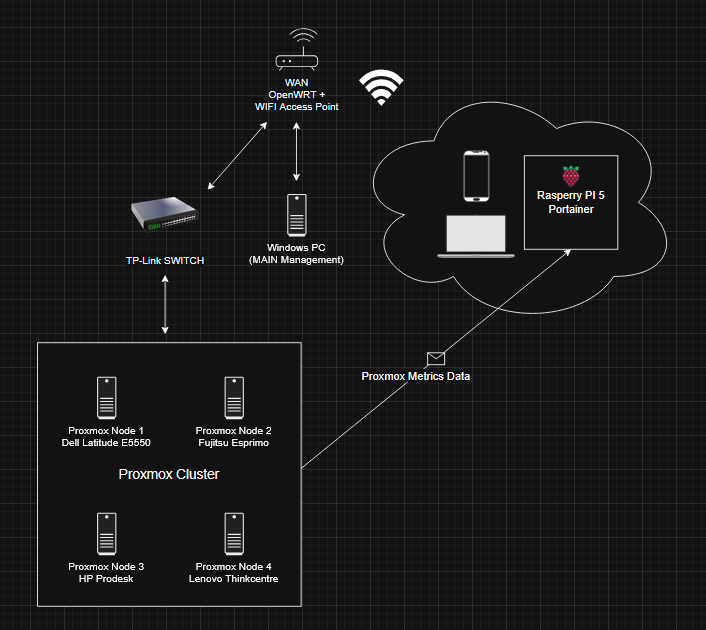 WAN
OpenWRT +
WIFI Access Point
Rasperry PI 5
Portainer
TP-Link SWITCH
Windows PC
(MAIN Management)
Proxmox Metrics Data
Proxmox Node 1
Dell Latitude E5550
Proxmox Node 2
Fujitsu Esprimo
Proxmox Cluster
Proxmox Node 3
HP Prodesk
Proxmox Node 4
Lenovo Thinkcentre